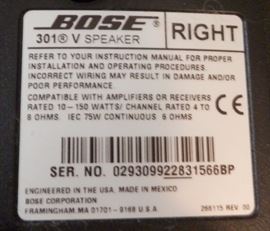 BOSE®
301® V SPEAKER
RIGHT
REFER TO YOUR INSTRUCTION MANUAL FOR PROPER
INSTALLATION AND OPERATING PROCEDURES.
INCORRECT WIRING MAY RESULT IN DAMAGE AND/OR
POOR PERFORMANCE.
COMPATIBLE WITH AMPLIFIERS OR RECEIVERS
RATED 10-150 WATTS/ CHANNEL RATED 4 TO
8 OHMS  IEC 75W CONTINUOUS 6 OHMS
CE
SER. NO. 02930992283​1566BP
ENGINEERED IN THE USA, MADE IN MEXICO
BOSE CORPORATION
FRAMINGHAM MA 01701-9168 U S A
266115 REV. 00